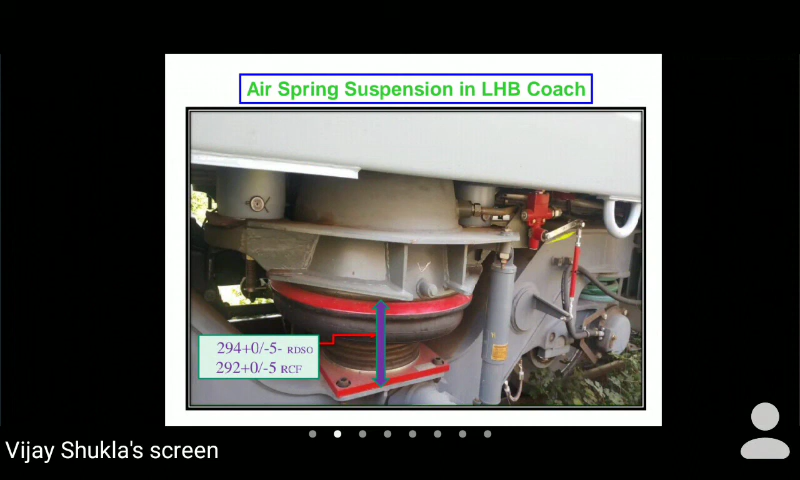 Air Spring Suspension in LHB Coach
294+0/-5- RDSO
292+0/-5 RCF
Vijay Shukla's screen